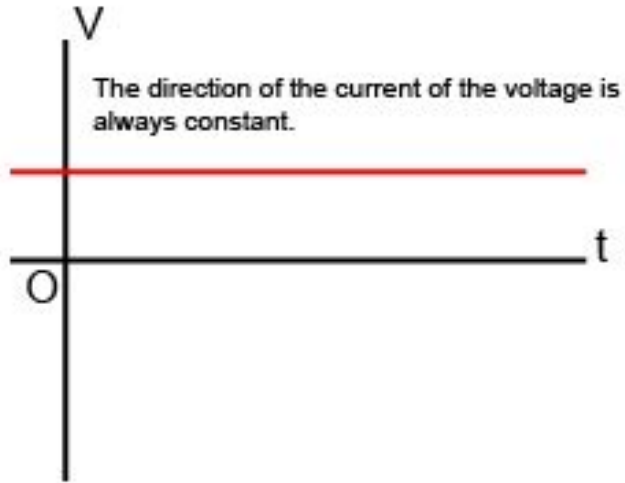 V
The direction of the current of the voltage is
always constant.
t
O